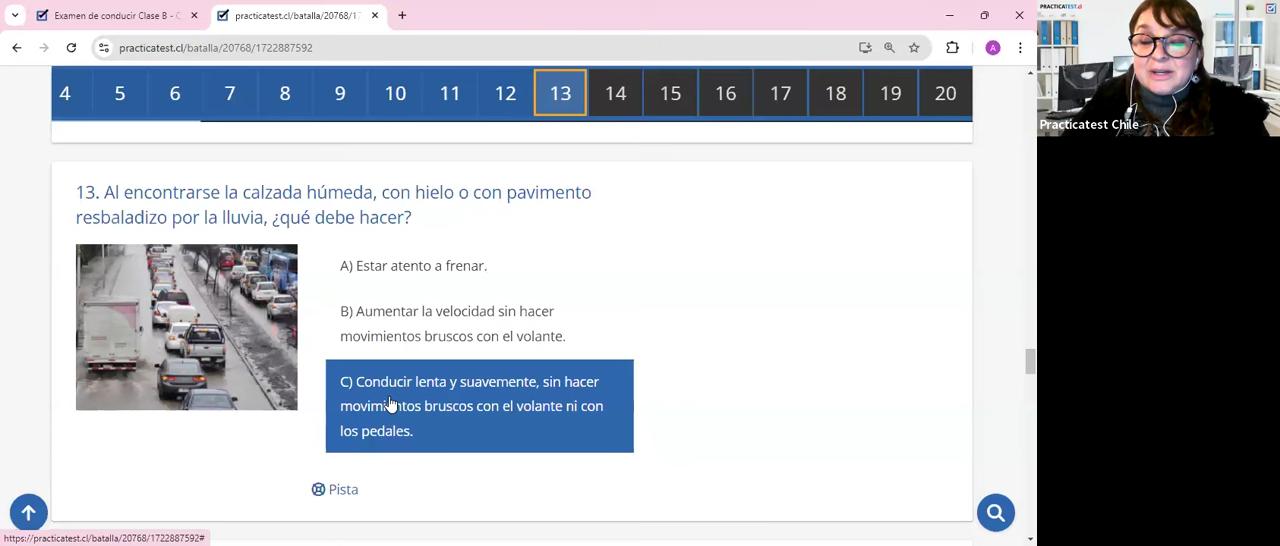 Examen de conducir Clase B - C
practicatest.cl/batalla/20768/17
practicatest.cl/batalla/20768/1722887592
A
PRACTICATEST.cl
Practicatest Chile
4 5 6 7 8 9 10 11 12 13 14 15 16 17 18 19 20
13. Al encontrarse la calzada húmeda, con hielo o con pavimento
resbaladizo por la lluvia, ¿qué debe hacer?
A) Estar atento a frenar.
B) Aumentar la velocidad sin hacer
movimientos bruscos con el volante.
C) Conducir lenta y suavemente, sin hacer
movimientos bruscos con el volante ni con
los pedales.
Pista
https://practicatest.cl/batalla/20768/1722887592#